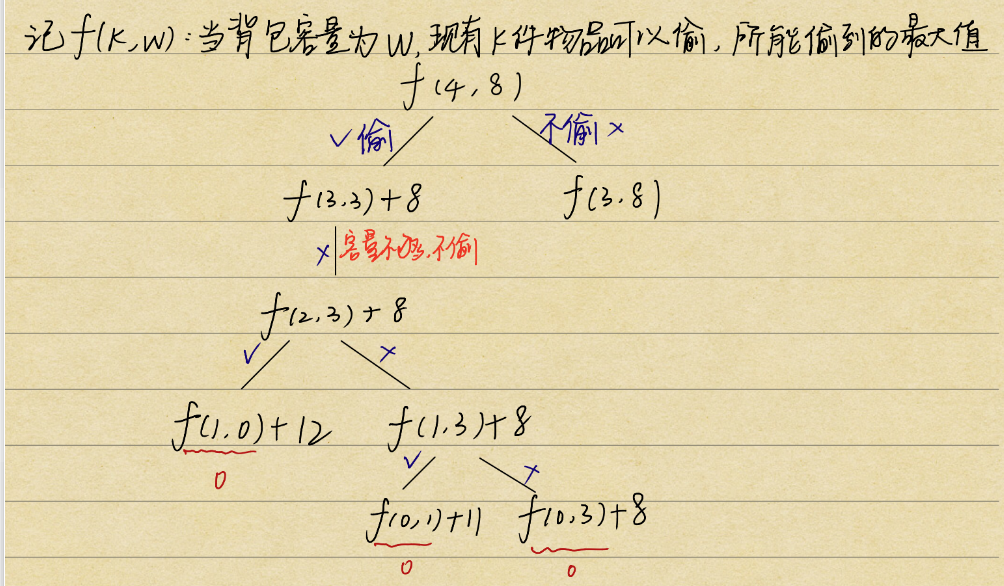 记f(K,W):当背包容量为W,现有K件物品可以偷,所能偷到的最大值
f(4,8)
✓偷 不偷×
f(3,3)+8 f(3,8)
×容量不够,不偷
f(2,3)+8
✓ ×
f(1,0)+12 f(1,3)+8
0 ✓ ×
f(0,1)+11 f(0,3)+8
0 0